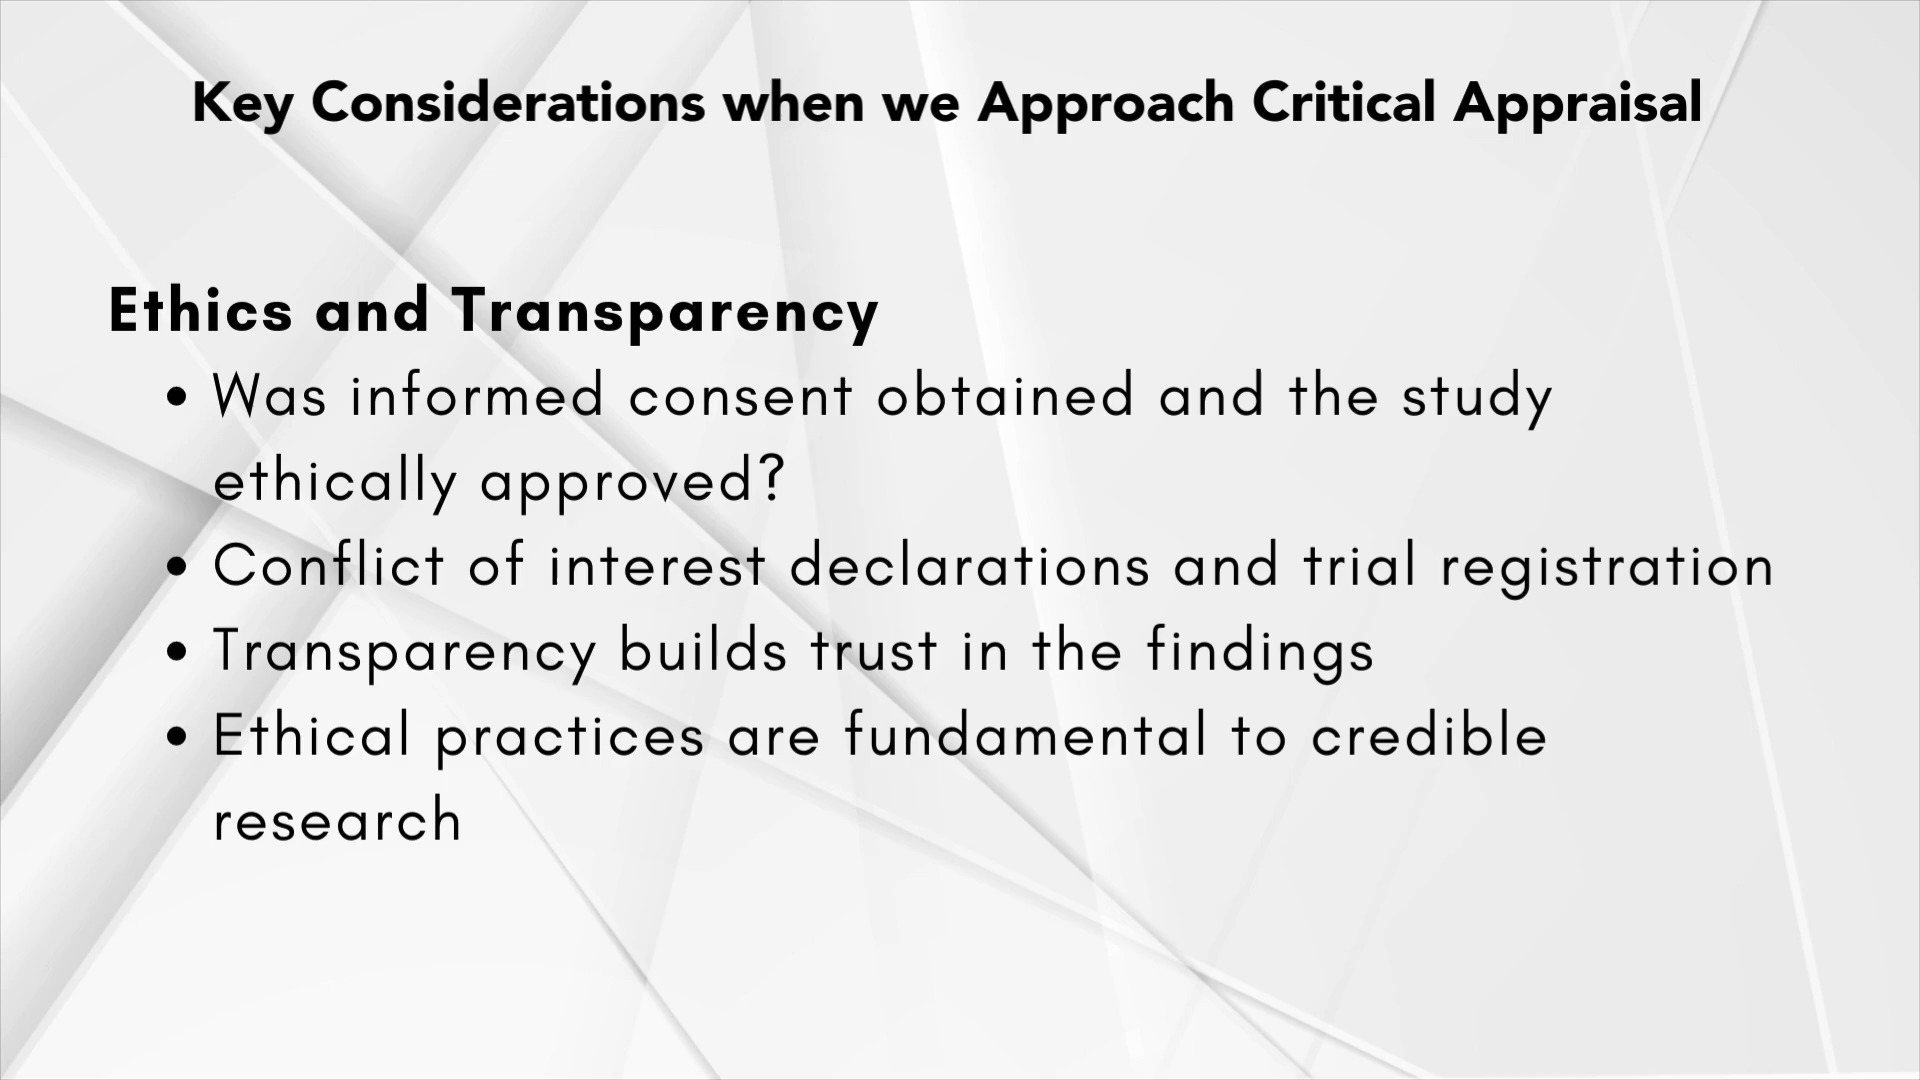 Key Considerations when we Approach Critical Appraisal
Ethics and Transparency
• Was informed consent obtained and the study
ethically approved?
• Conflict of interest declarations and trial registration
• Transparency builds trust in the findings
• Ethical practices are fundamental to credible
research